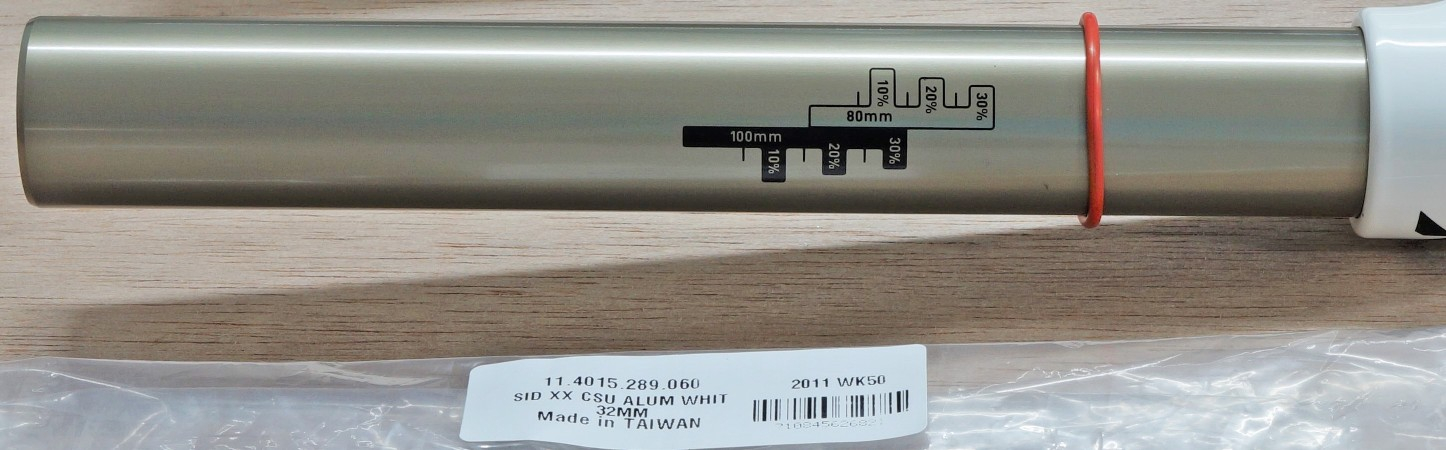 10% 20% 30%
80mm
100mm
10% 20% 30%
11.4015.289.060
SID XX CSU ALUM WHIT
32MM
Made in TAIWAN
2011 WK50